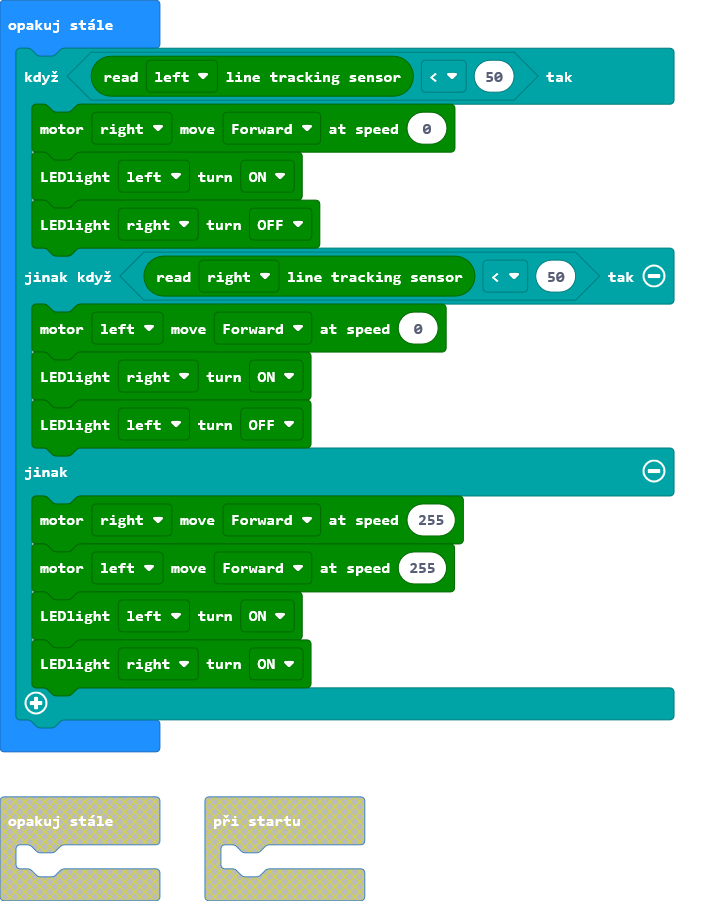 opakuj stále
když read left line tracking sensor < 50 tak
motor right move Forward at speed 0
LEDlight left turn ON
LEDlight right turn OFF
jinak když read right line tracking sensor < 50 tak
motor left move Forward at speed 0
LEDlight right turn ON
LEDlight left turn OFF
jinak
motor right move Forward at speed 255
motor left move Forward at speed 255
LEDlight left turn ON
LEDlight right turn ON
opakuj stále při startu